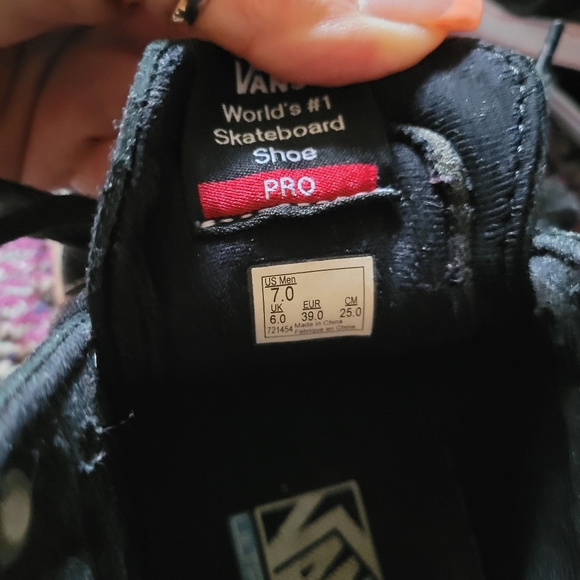 VANS
World's #1
Skateboard
Shoe
PRO
US Men
7.0
UK EUR CM
6.0 39.0 25.0
721454 Made in China
Fabriqué en China